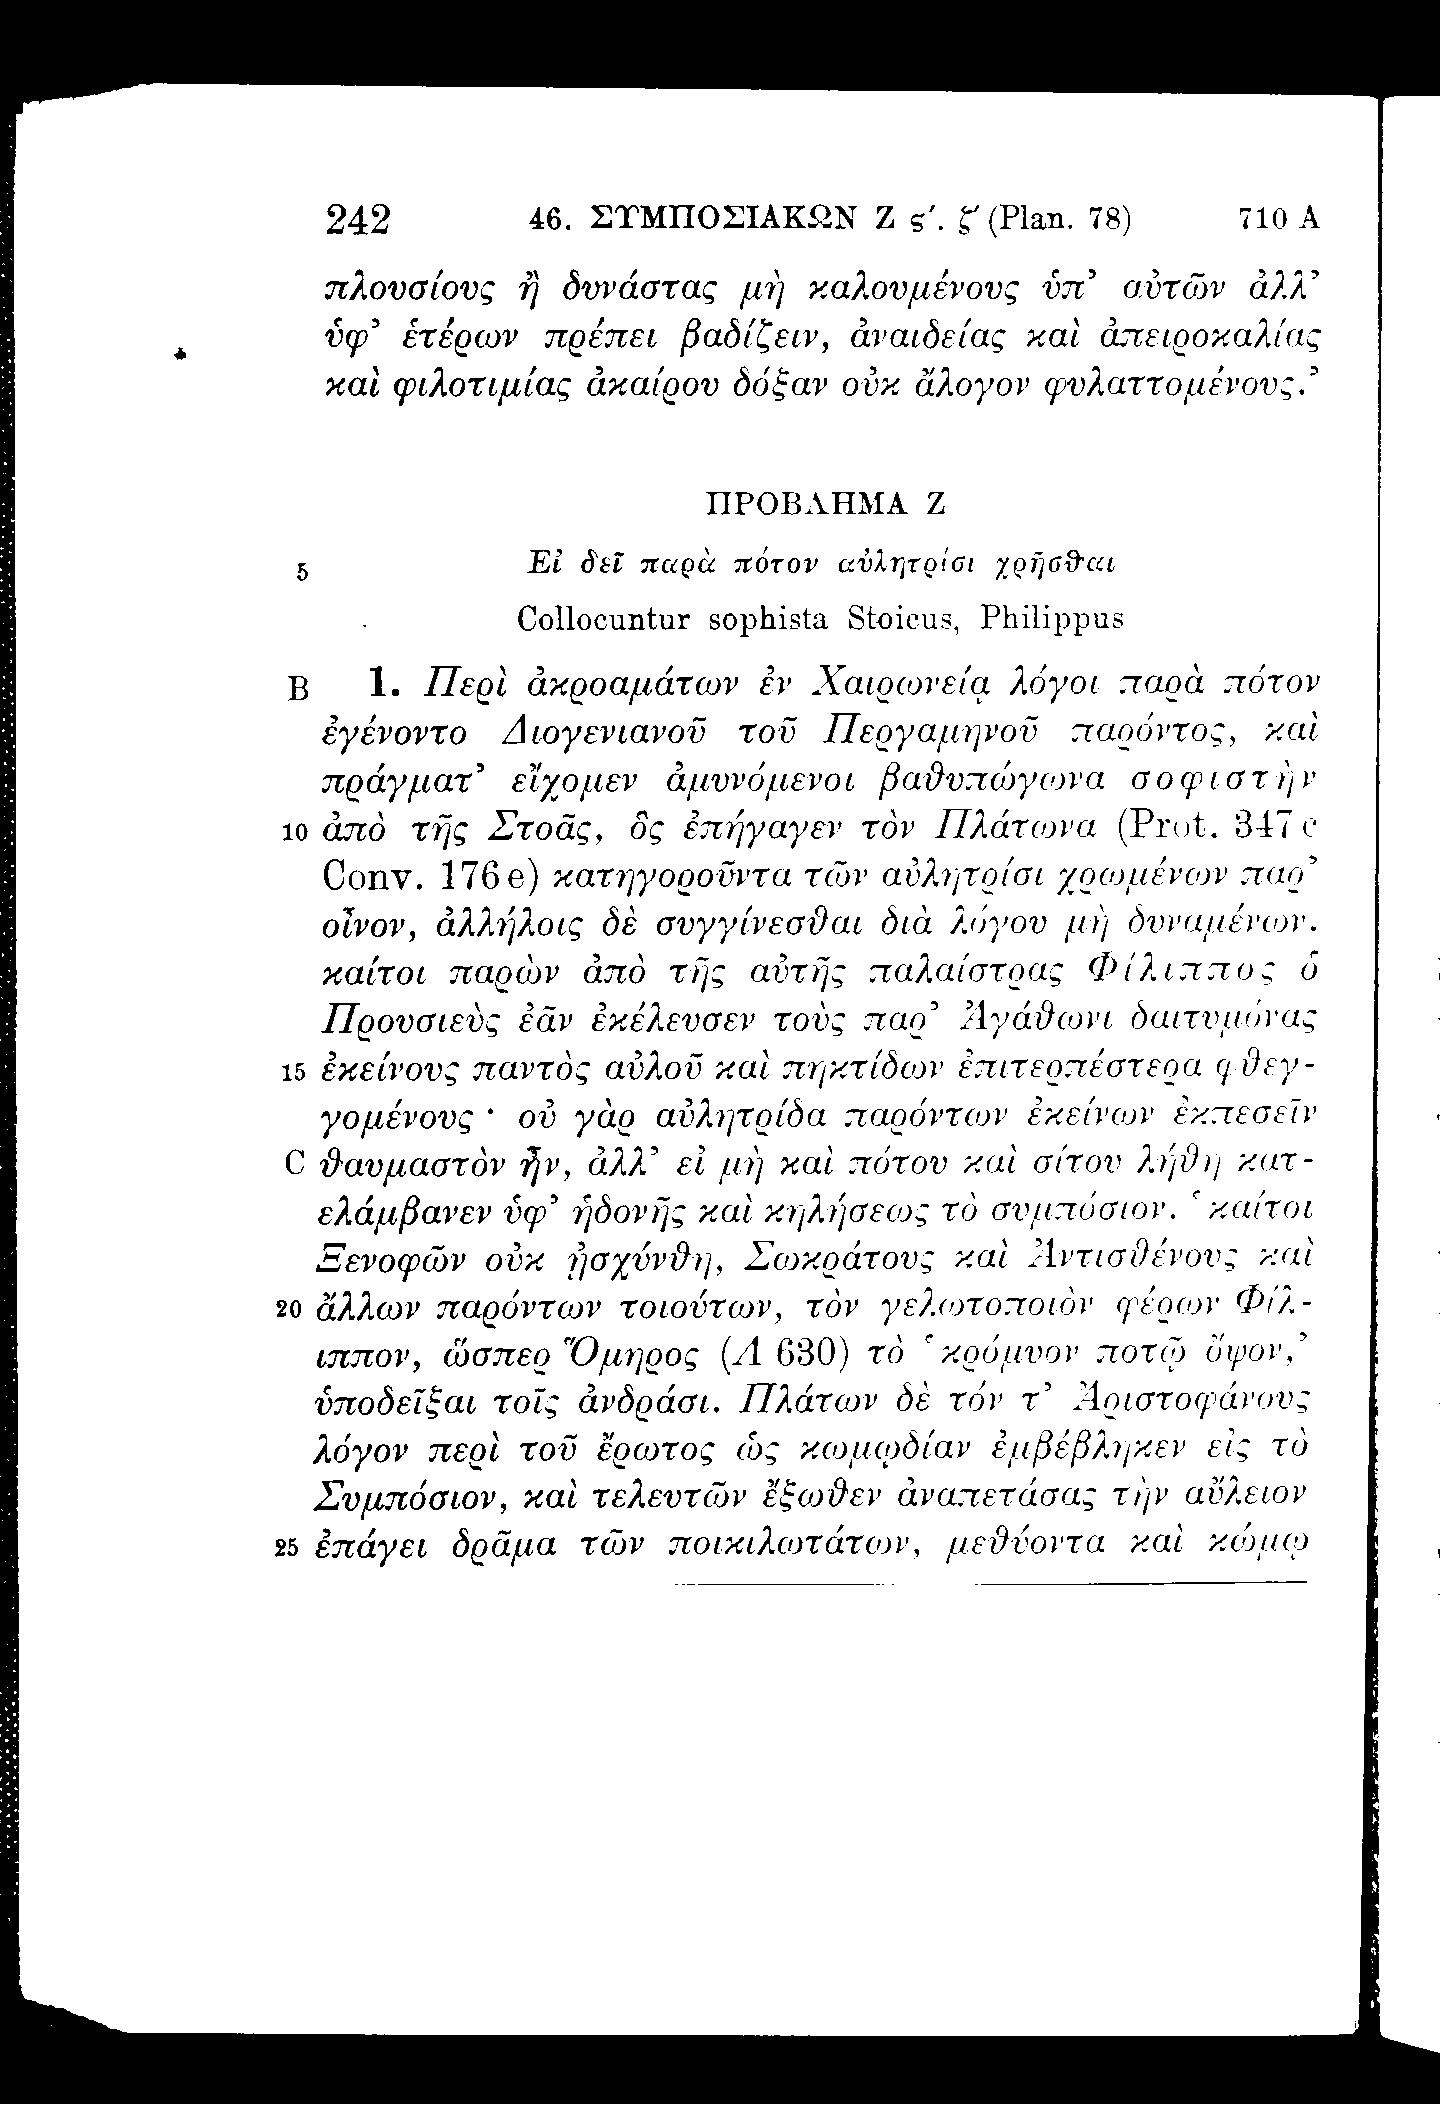 242 46. ΣΥΜΠΟΣΙΑΚΩΝ Ζ ϛ′. ζ′ (Plan. 78) 710 A
πλουσίους ἢ δυνάστας μὴ καλουμένους ὑπ’ αὐτῶν ἀλλ’
ὑφ’ ἑτέρων πρέπει βαδίζειν, ἀναιδείας καὶ ἀπειροκαλίας
καὶ φιλοτιμίας ἀκαίρου δόξαν οὐκ ἄλογον φυλαττομένους.’
ΠΡΟΒΛΗΜΑ Ζ
5 Εἰ δεῖ παρὰ πότον αὐλητρίσι χρῆσθαι
Collocuntur sophista Stoicus, Philippus
B 1. Περὶ ἀκροαμάτων ἐν Χαιρωνείᾳ λόγοι παρὰ πότον
ἐγένοντο Διογενιανοῦ τοῦ Περγαμηνοῦ παρόντος, καὶ
πράγματ’ εἴχομεν ἀμυνόμενοι βαθυπώγωνα σοφιστὴν
10 ἀπὸ τῆς Στοᾶς, ὃς ἐπήγαγεν τὸν Πλάτωνα (Prot. 347 c
Conv. 176 e) κατηγοροῦντα τῶν αὐλητρίσι χρωμένων παρ’
οἶνον, ἀλλήλοις δὲ συγγίνεσθαι διὰ λόγου μὴ δυναμένων.
καίτοι παρὼν ἀπὸ τῆς αὐτῆς παλαίστρας Φίλιππος ὁ
Προυσιεὺς ἐᾶν ἐκέλευσεν τοὺς παρ’ Ἀγάθωνι δαιτυμόνας
15 ἐκείνους παντὸς αὐλοῦ καὶ πηκτίδων ἐπιτερπέστερα φθεγ-
γομένους · οὐ γὰρ αὐλητρίδα παρόντων ἐκείνων ἐκπεσεῖν
C θαυμαστὸν ἦν, ἀλλ’ εἰ μὴ καὶ πότου καὶ σίτου λήθη κατ-
ελάμβανεν ὑφ’ ἡδονῆς καὶ κηλήσεως τὸ συμπόσιον. ‘καίτοι
Ξενοφῶν οὐκ ᾐσχύνθη, Σωκράτους καὶ Ἀντισθένους καὶ
20 ἄλλων παρόντων τοιούτων, τὸν γελωτοποιὸν φέρων Φίλ-
ιππον, ὥσπερ Ὅμηρος (Λ 630) τὸ ‘κρόμυον ποτῷ ὄψον,’
ὑποδεῖξαι τοῖς ἀνδράσι. Πλάτων δὲ τόν τ’ Ἀριστοφάνους
λόγον περὶ τοῦ ἔρωτος ὡς κωμῳδίαν ἐμβέβληκεν εἰς τὸ
Συμπόσιον, καὶ τελευτῶν ἔξωθεν ἀναπετάσας τὴν αὔλειον
25 ἐπάγει δρᾶμα τῶν ποικιλωτάτων, μεθύοντα καὶ κώμῳ